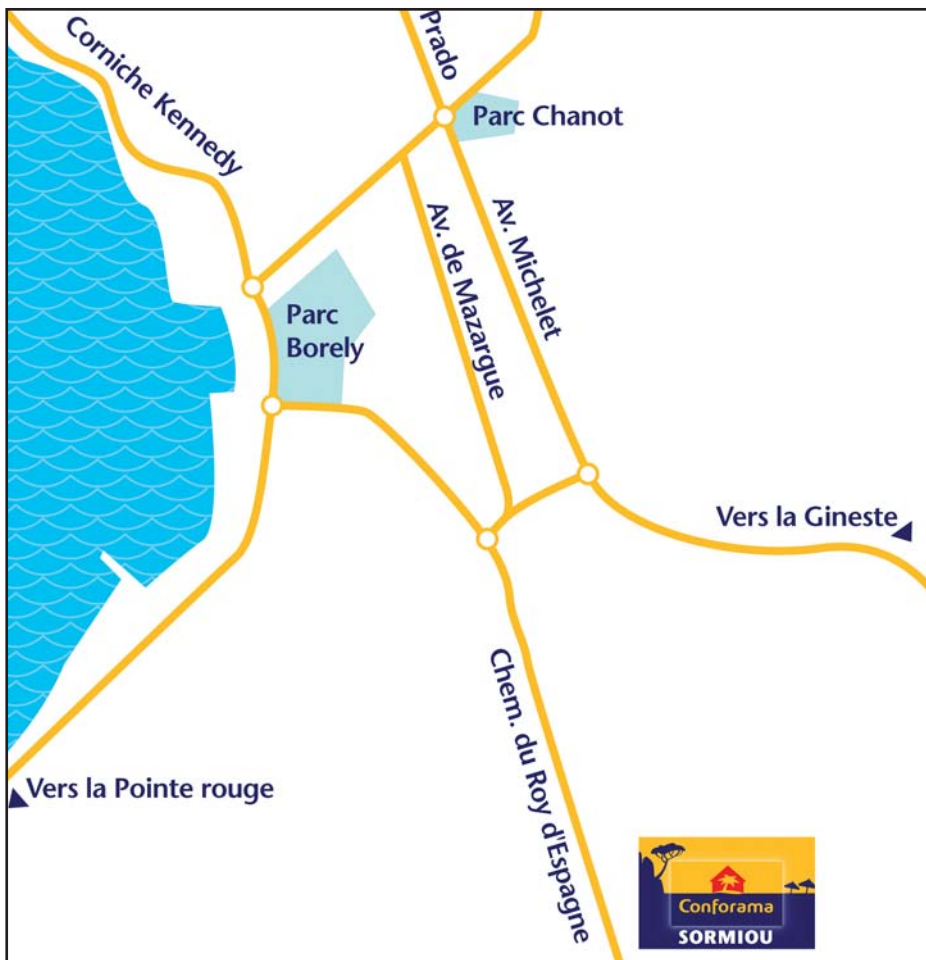 Prado
Corniche Kennedy
Parc Chanot
Av. de Mazargue
Av. Michelet
Parc
Borely
Vers la Gineste
Chem. du Roy d'Espagne
Vers la Pointe rouge
Conforama
SORMIOU